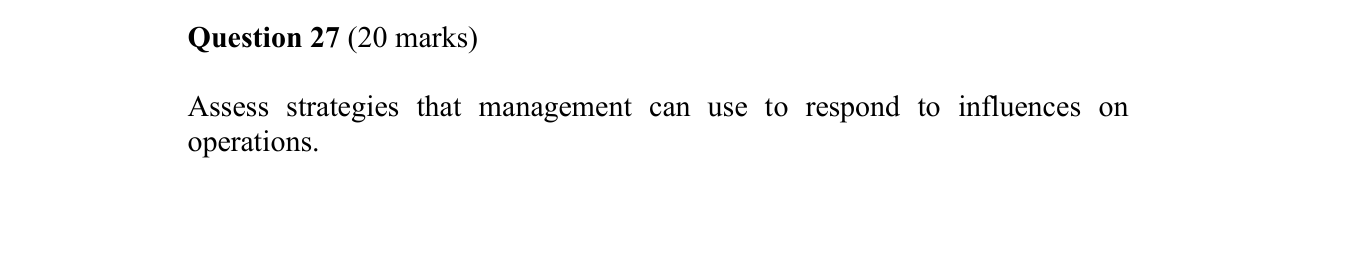 Question 27 (20 marks)
Assess strategies that management can use to respond to influences on
operations.